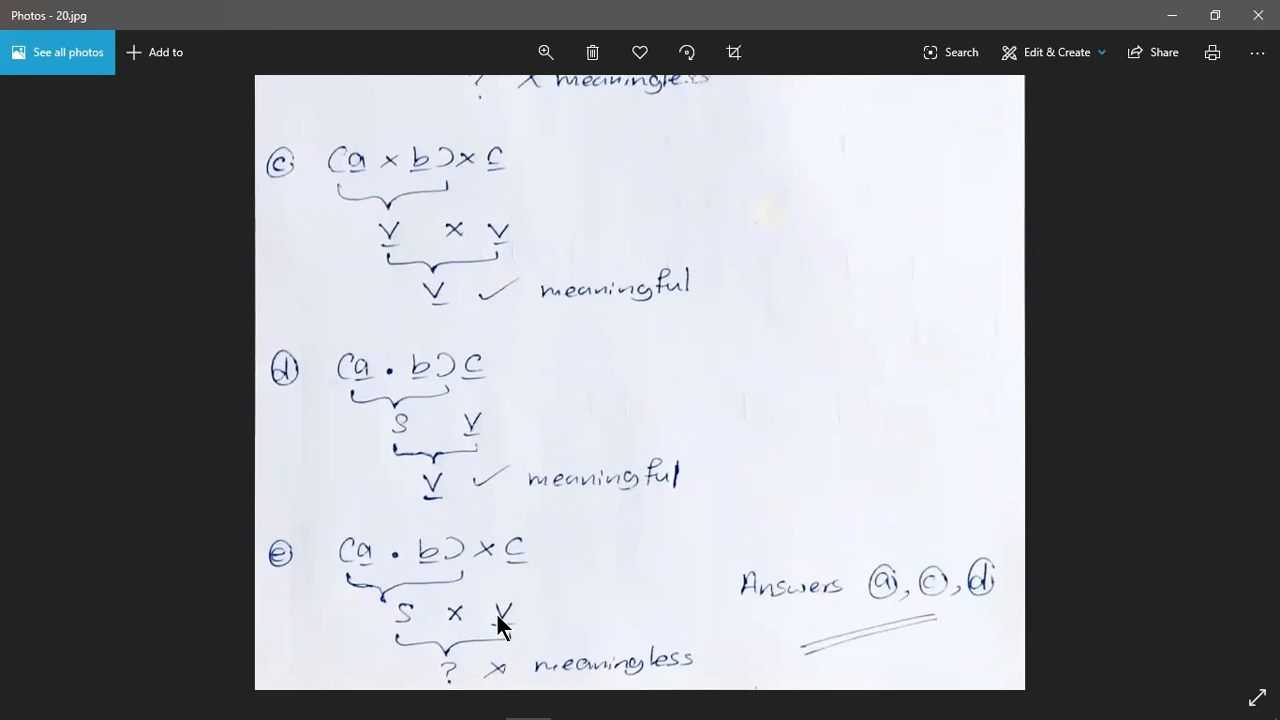 Photos - 20.jpg
See all photos
Add to
Search
Edit & Create
Share
? × meaningless
ⓒ (a × b) × c
V × V
V ✓ meaningful
ⓓ (a . b) c
S V
V ✓ meaningful
ⓔ (a . b) × c
Answers ⓐ, ⓒ, ⓓ
S × V
? × meaningless